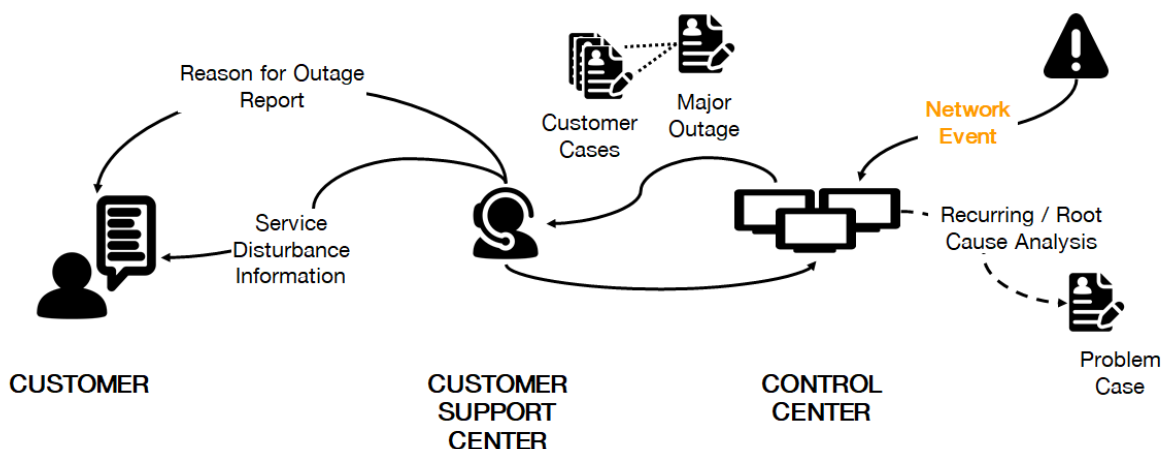 Reason for Outage
Report
Customer
Cases
Major
Outage
Network
Event
Service
Disturbance
Information
Recurring / Root
Cause Analysis
Problem
Case
CUSTOMER
CUSTOMER
SUPPORT
CENTER
CONTROL
CENTER